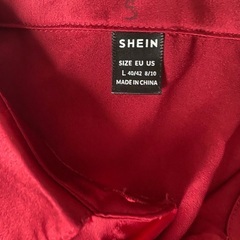 SHEIN
SIZE EU US
L 40/42 8/10
MADE IN CHINA